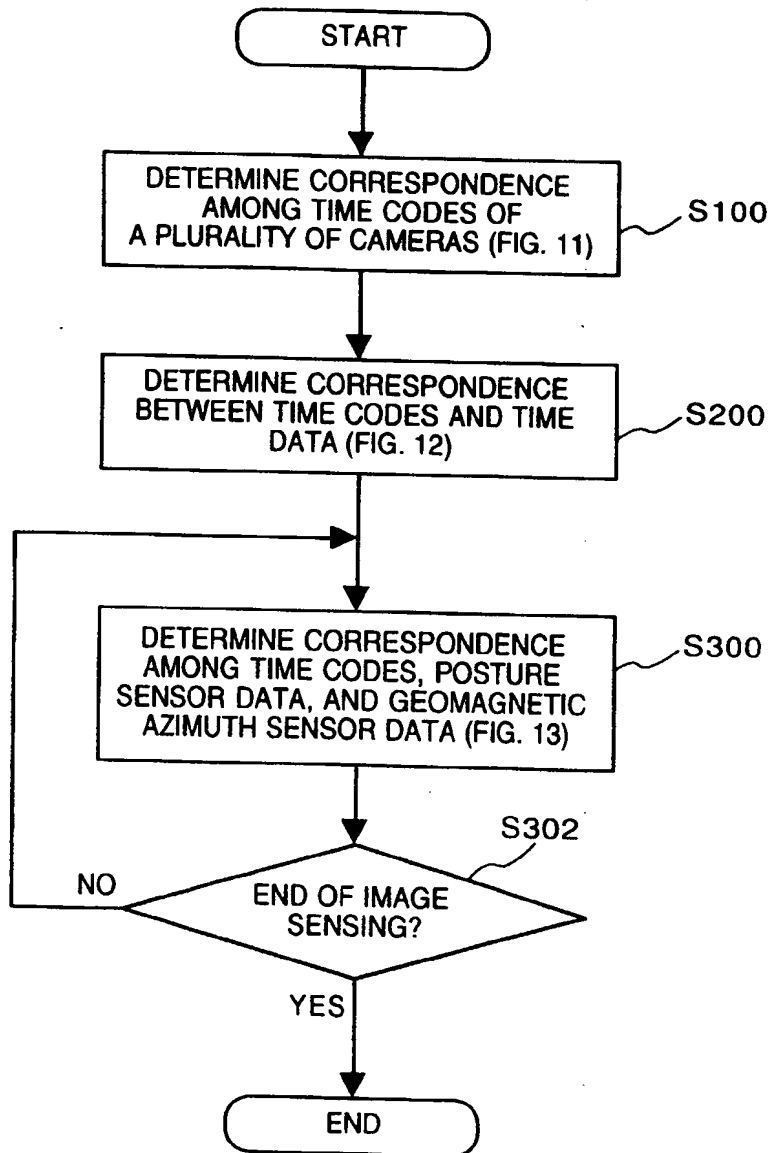 START
DETERMINE CORRESPONDENCE
AMONG TIME CODES OF
A PLURALITY OF CAMERAS (FIG. 11)
S100
DETERMINE CORRESPONDENCE
BETWEEN TIME CODES AND TIME
DATA (FIG. 12)
S200
DETERMINE CORRESPONDENCE
AMONG TIME CODES, POSTURE
SENSOR DATA, AND GEOMAGNETIC
AZIMUTH SENSOR DATA (FIG. 13)
S300
S302
END OF IMAGE
SENSING?
NO
YES
END